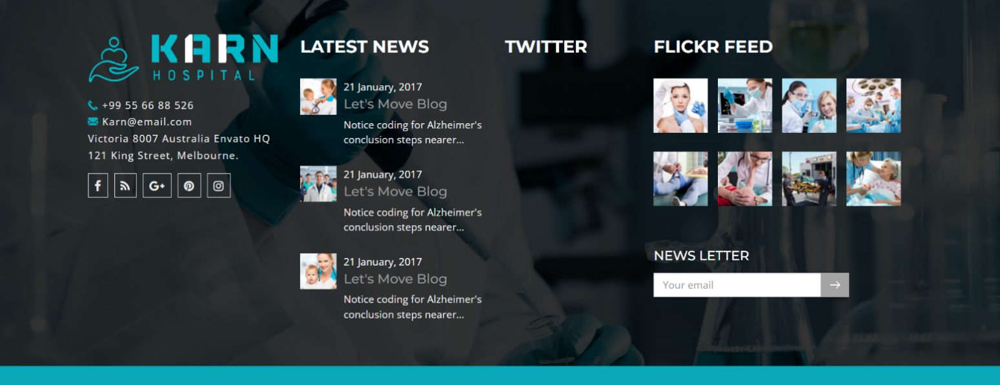 KARN
HOSPITAL
+99 55 66 88 526
Karn@email.com
Victoria 8007 Australia Envato HQ
121 King Street, Melbourne.
LATEST NEWS
21 January, 2017
Let's Move Blog
Notice coding for Alzheimer's
conclusion steps nearer...
21 January, 2017
Let's Move Blog
Notice coding for Alzheimer's
conclusion steps nearer...
21 January, 2017
Let's Move Blog
Notice coding for Alzheimer's
conclusion steps nearer...
TWITTER
FLICKR FEED
NEWS LETTER
Your email